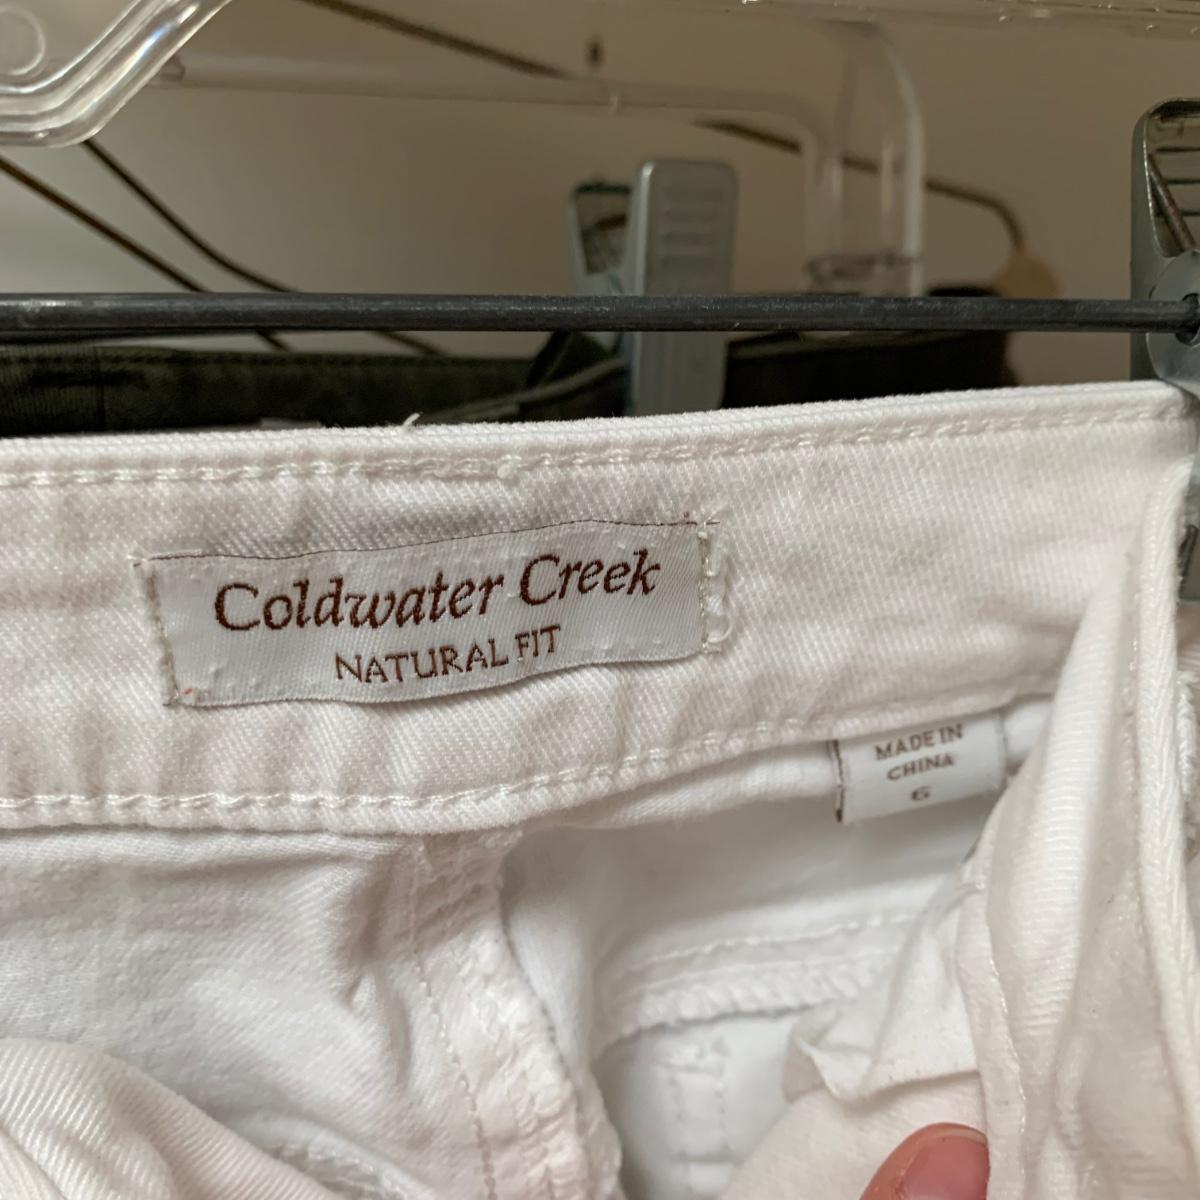 Coldwater Creek
NATURAL FIT
MADE IN
CHINA
6